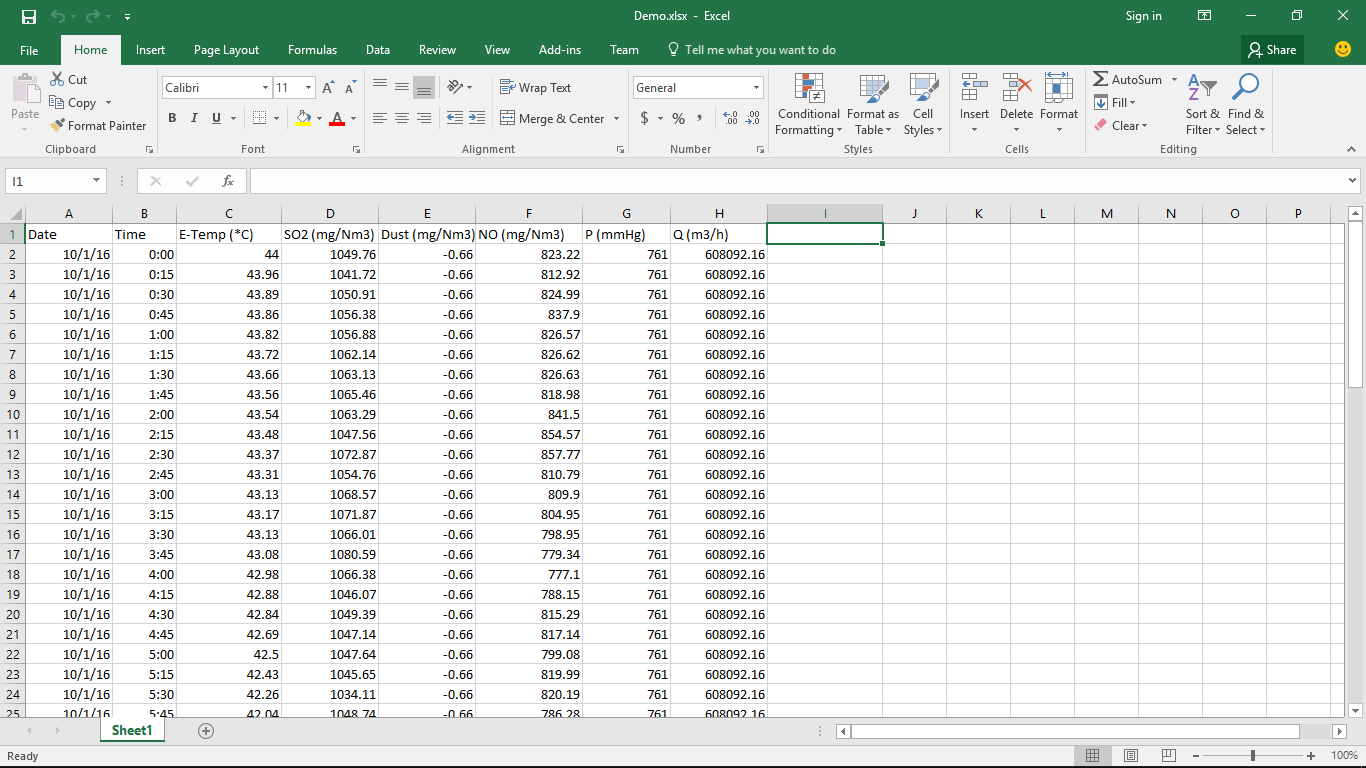 Demo.xlsx - Excel
Sign in
File Home Insert Page Layout Formulas Data Review View Add-ins Team Tell me what you want to do Share
Paste
Cut
Copy
Format Painter
Clipboard
Calibri 11
B I U A
Font
Wrap Text
Merge & Center
Alignment
General
$ % ,
Number
Conditional Formatting
Format as Table
Cell Styles
Styles
Insert Delete Format
Cells
AutoSum
Fill
Clear
Sort & Filter
Find & Select
Editing
I1 fx
A B C D E F G H I J K L M N O P
1 Date Time E-Temp (*C) SO2 (mg/Nm3) Dust (mg/Nm3) NO (mg/Nm3) P (mmHg) Q (m3/h)
2 10/1/16 0:00 44 1049.76 -0.66 823.22 761 608092.16
3 10/1/16 0:15 43.96 1041.72 -0.66 812.92 761 608092.16
4 10/1/16 0:30 43.89 1050.91 -0.66 824.99 761 608092.16
5 10/1/16 0:45 43.86 1056.38 -0.66 837.9 761 608092.16
6 10/1/16 1:00 43.82 1056.88 -0.66 826.57 761 608092.16
7 10/1/16 1:15 43.72 1062.14 -0.66 826.62 761 608092.16
8 10/1/16 1:30 43.66 1063.13 -0.66 826.63 761 608092.16
9 10/1/16 1:45 43.56 1065.46 -0.66 818.98 761 608092.16
10 10/1/16 2:00 43.54 1063.29 -0.66 841.5 761 608092.16
11 10/1/16 2:15 43.48 1047.56 -0.66 854.57 761 608092.16
12 10/1/16 2:30 43.37 1072.87 -0.66 857.77 761 608092.16
13 10/1/16 2:45 43.31 1054.76 -0.66 810.79 761 608092.16
14 10/1/16 3:00 43.13 1068.57 -0.66 809.9 761 608092.16
15 10/1/16 3:15 43.17 1071.87 -0.66 804.95 761 608092.16
16 10/1/16 3:30 43.13 1066.01 -0.66 798.95 761 608092.16
17 10/1/16 3:45 43.08 1080.59 -0.66 779.34 761 608092.16
18 10/1/16 4:00 42.98 1066.38 -0.66 777.1 761 608092.16
19 10/1/16 4:15 42.88 1046.07 -0.66 788.15 761 608092.16
20 10/1/16 4:30 42.84 1049.39 -0.66 815.29 761 608092.16
21 10/1/16 4:45 42.69 1047.14 -0.66 817.14 761 608092.16
22 10/1/16 5:00 42.5 1047.64 -0.66 799.08 761 608092.16
23 10/1/16 5:15 42.43 1045.65 -0.66 819.99 761 608092.16
24 10/1/16 5:30 42.26 1034.11 -0.66 820.19 761 608092.16
25 10/1/16 5:45 42.04 1048.74 -0.66 786.28 761 608092.16
Sheet1
Ready
100%